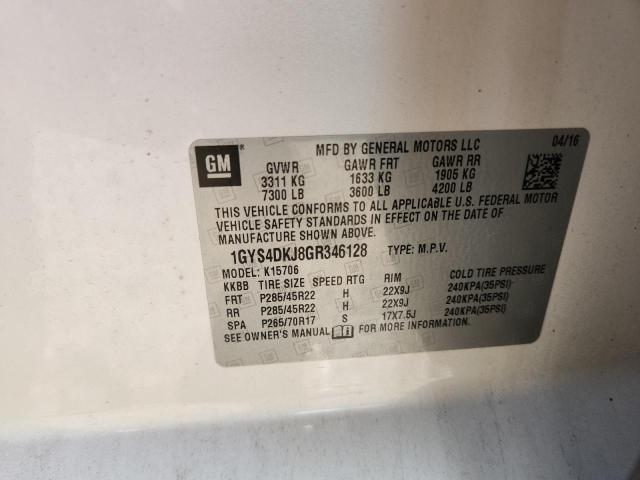 GM
MFD BY GENERAL MOTORS LLC 04/16
GVWR GAWR FRT GAWR RR
3311 KG 1633 KG 1905 KG
7300 LB 3600 LB 4200 LB
THIS VEHICLE CONFORMS TO ALL APPLICABLE U.S. FEDERAL MOTOR
VEHICLE SAFETY STANDARDS IN EFFECT ON THE DATE OF
MANUFACTURE SHOWN ABOVE.
1GYS4DKJ8GR346128 TYPE: M.P.V.
MODEL: K15706
KKBB TIRE SIZE SPEED RTG RIM COLD TIRE PRESSURE
FRT P285/45R22 H 22X9J 240KPA(35PSI)
RR P285/45R22 H 22X9J 240KPA(35PSI)
SPA P265/70R17 S 17X7.5J 240KPA(35PSI)
SEE OWNER'S MANUAL FOR MORE INFORMATION.